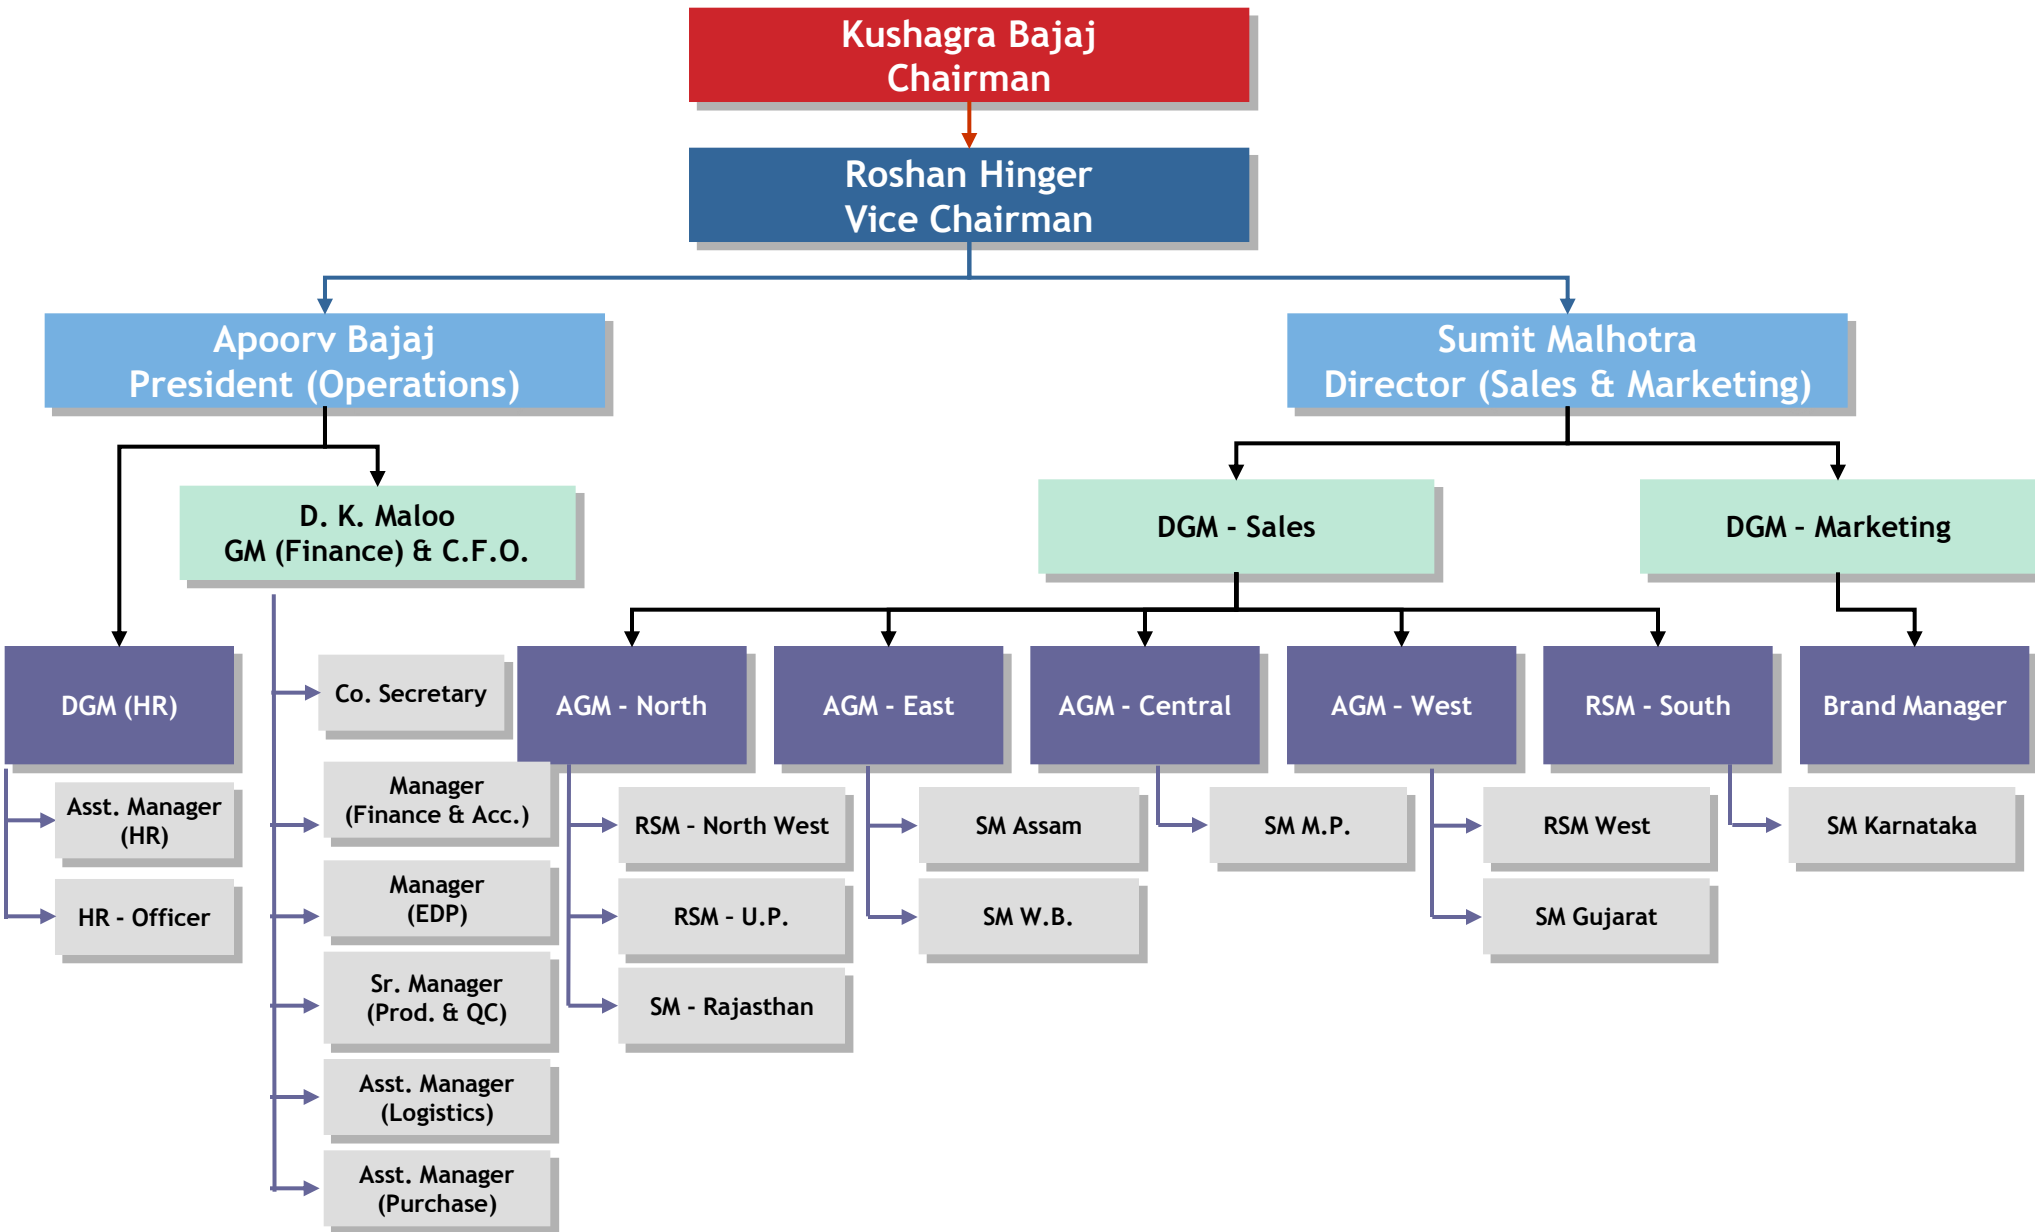 Kushagra Bajaj
Chairman
Roshan Hinger
Vice Chairman
Apoorv Bajaj
President (Operations)
Sumit Malhotra
Director (Sales & Marketing)
D. K. Maloo
GM (Finance) & C.F.O.
DGM - Sales
DGM – Marketing
DGM (HR)
Co. Secretary
AGM - North
AGM - East
AGM - Central
AGM – West
RSM - South
Brand Manager
Asst. Manager
(HR)
HR - Officer
Manager
(Finance & Acc.)
Manager
(EDP)
Sr. Manager
(Prod. & QC)
Asst. Manager
(Logistics)
Asst. Manager
(Purchase)
RSM – North West
RSM – U.P.
SM - Rajasthan
SM Assam
SM W.B.
SM M.P.
RSM West
SM Gujarat
SM Karnataka